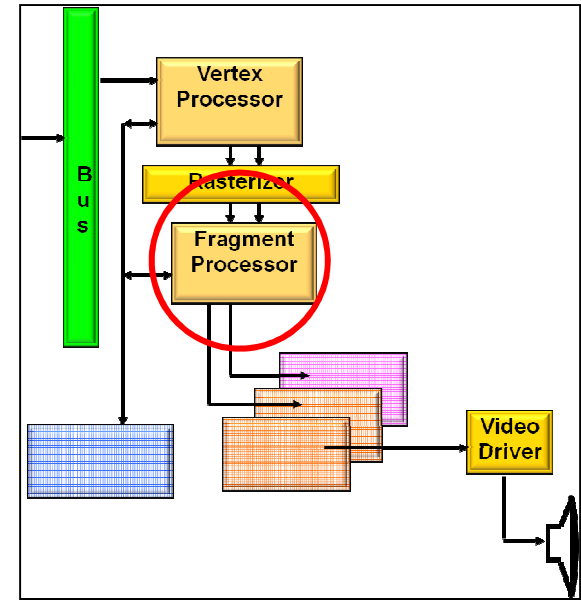 Vertex
Processor
B
u
s
Rasterizer
Fragment
Processor
Video
Driver